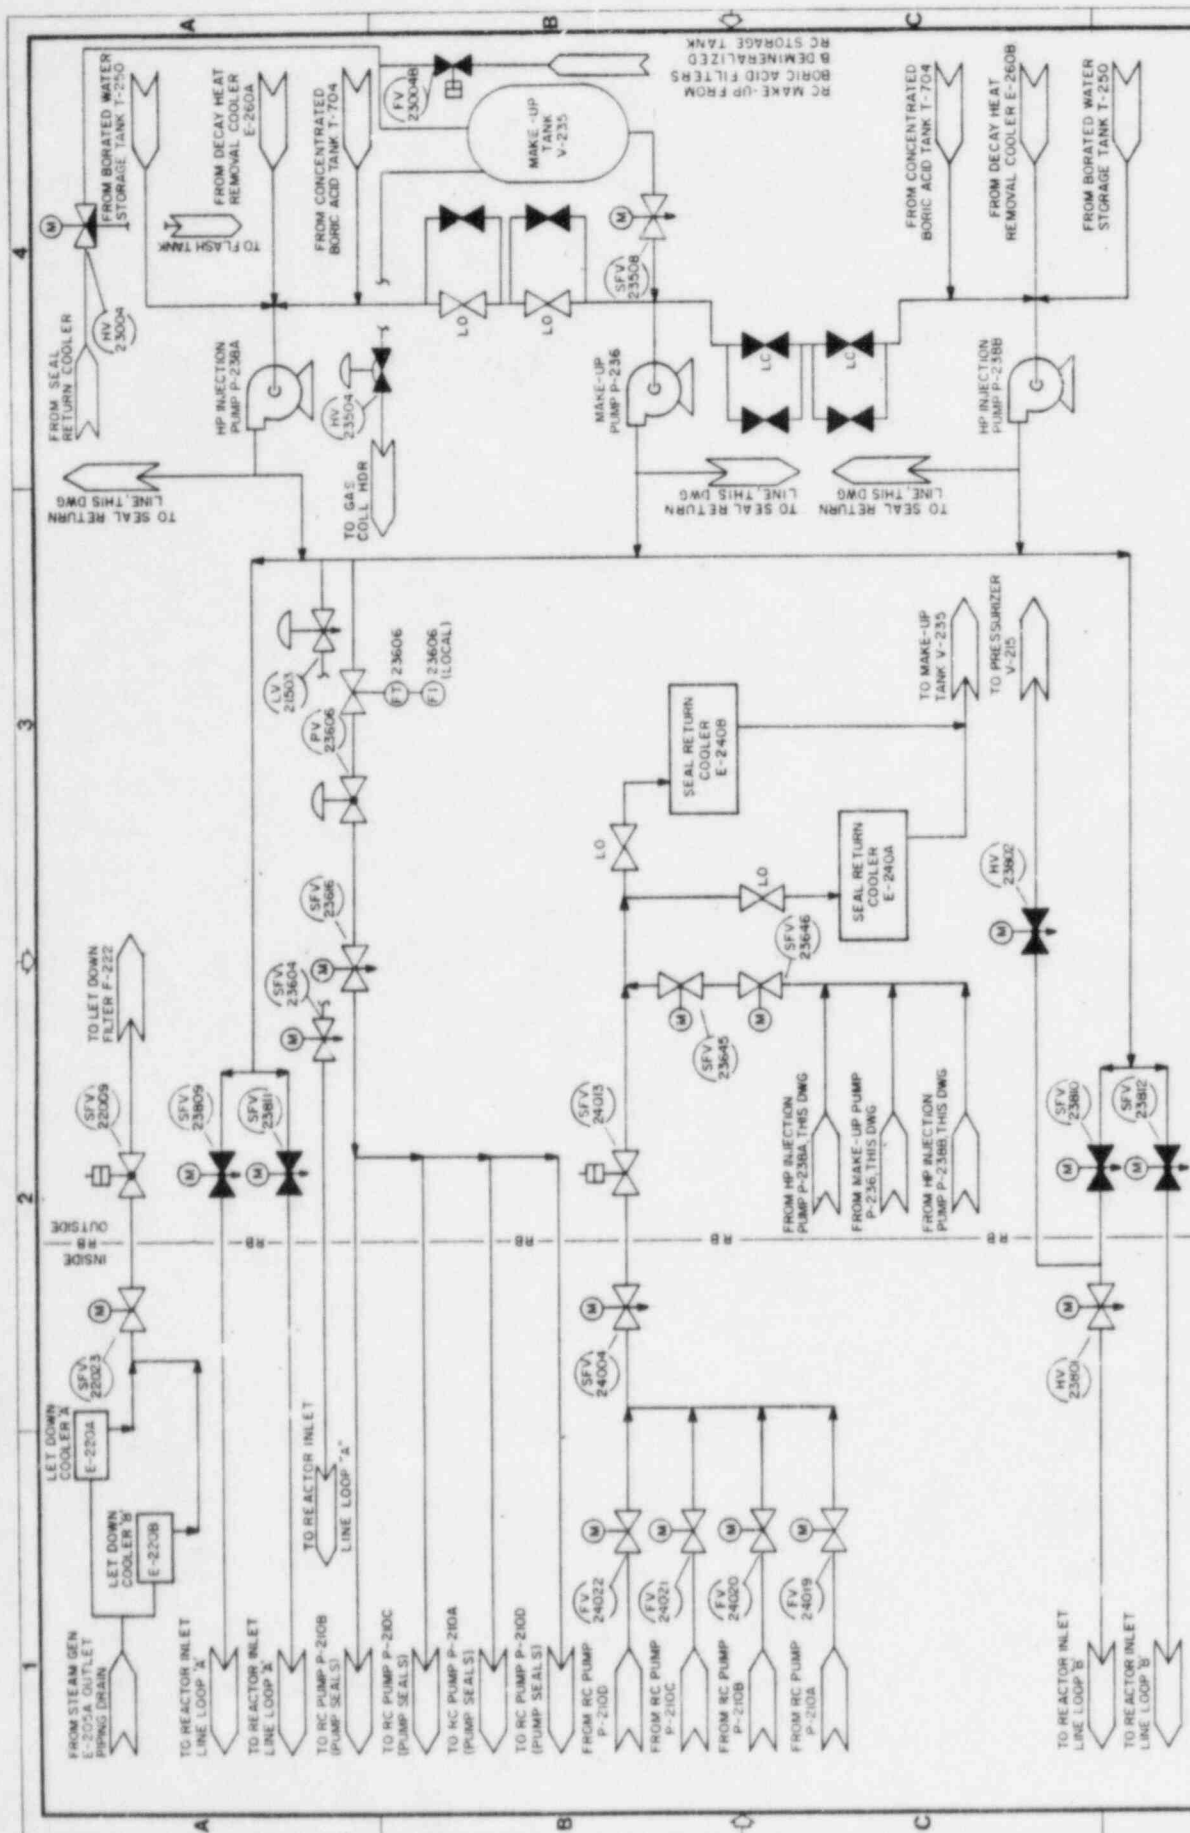 A
B
C
4
3
2
1
A
B
C
FROM SEAL
RETURN COOLER
M
HV
23004
FROM BORATED WATER
STORAGE TANK T-250
TO FLASH TANK
FROM DECAY HEAT
REMOVAL COOLER
E-260A
FROM CONCENTRATED
BORIC ACID TANK T-704
FV
23004B
MAKE-UP
TANK
V-235
RC MAKE-UP FROM
BORIC ACID FILTERS
& DEMINERALIZED
RC STORAGE TANK
FROM CONCENTRATED
BORIC ACID TANK T-704
FROM DECAY HEAT
REMOVAL COOLER E-260B
FROM BORATED WATER
STORAGE TANK T-250
HP INJECTION
PUMP P-238A
G
HV
23504
LO
LO
M
SFV
23508
MAKE-UP
PUMP P-236
G
LC
LC
HP INJECTION
PUMP P-238B
G
TO SEAL RETURN
LINE, THIS DWG
TO GAS
COLL HDR
TO SEAL RETURN
LINE, THIS DWG
TO SEAL RETURN
LINE, THIS DWG
LV
21503
FT
23606
FI
23606
(LOCAL)
PV
23606
SEAL RETURN
COOLER
E-240B
TO MAKE-UP
TANK V-235
TO PRESSURIZER
V-215
LO
LO
SEAL RETURN
COOLER
E-240A
HV
23802
M
TO LET DOWN
FILTER F-222
SFV
23604
M
SFV
23616
M
SFV
23646
M
SFV
23645
M
SFV
22009
SFV
23809
M
SFV
23811
M
SFV
24013
FROM HP INJECTION
PUMP P-238A, THIS DWG
FROM MAKE-UP PUMP
P-236, THIS DWG
FROM HP INJECTION
PUMP P-238B, THIS DWG
SFV
23810
M
SFV
23812
M
OUTSIDE
RB
INSIDE
RB
RB
RB
RB
M
SFV
22023
M
SFV
24004
M
HV
23801
LET DOWN
COOLER "A"
E-220A
LET DOWN
COOLER "B"
E-220B
TO REACTOR INLET
LINE LOOP "A"
M
FV
24022
M
FV
24021
M
FV
24020
M
FV
24019
FROM STEAM GEN
E-205A OUTLET
PIPING DRAIN
TO REACTOR INLET
LINE LOOP "A"
TO REACTOR INLET
LINE LOOP "A"
TO RC PUMP P-210B
(PUMP SEALS)
TO RC PUMP P-210C
(PUMP SEALS)
TO RC PUMP P-210A
(PUMP SEALS)
TO RC PUMP P-210D
(PUMP SEALS)
FROM RC PUMP
P-210D
FROM RC PUMP
P-210C
FROM RC PUMP
P-210B
FROM RC PUMP
P-210A
TO REACTOR INLET
LINE LOOP "B"
TO REACTOR INLET
LINE LOOP "B"